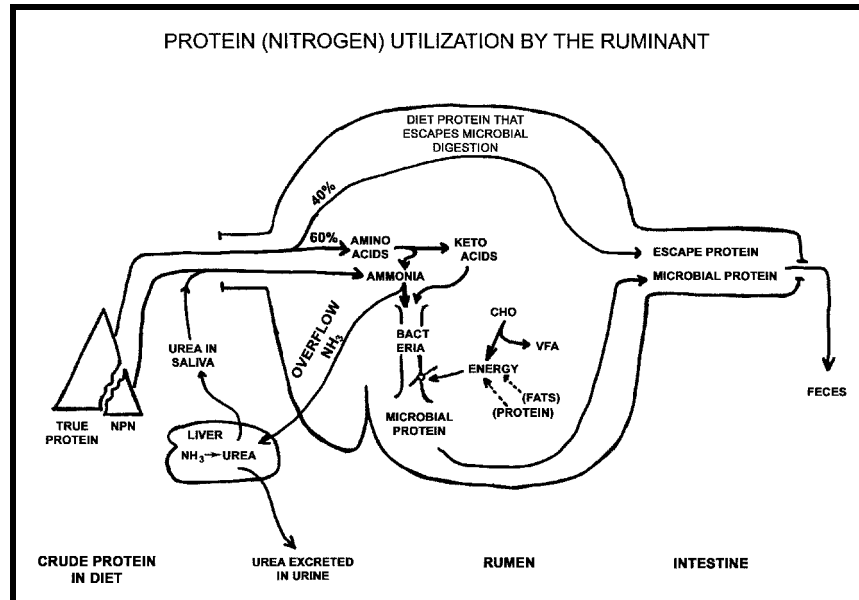 PROTEIN (NITROGEN) UTILIZATION BY THE RUMINANT
DIET PROTEIN THAT
ESCAPES MICROBIAL
DIGESTION
40%
60%
AMINO
ACIDS
KETO
ACIDS
ESCAPE PROTEIN
AMMONIA
MICROBIAL PROTEIN
OVERFLOW
NH₃
BACT
ERIA
CHO
VFA
ENERGY
(FATS)
(PROTEIN)
MICROBIAL
PROTEIN
UREA IN
SALIVA
FECES
TRUE
PROTEIN
NPN
LIVER
NH₃→UREA
CRUDE PROTEIN
IN DIET
UREA EXCRETED
IN URINE
RUMEN
INTESTINE